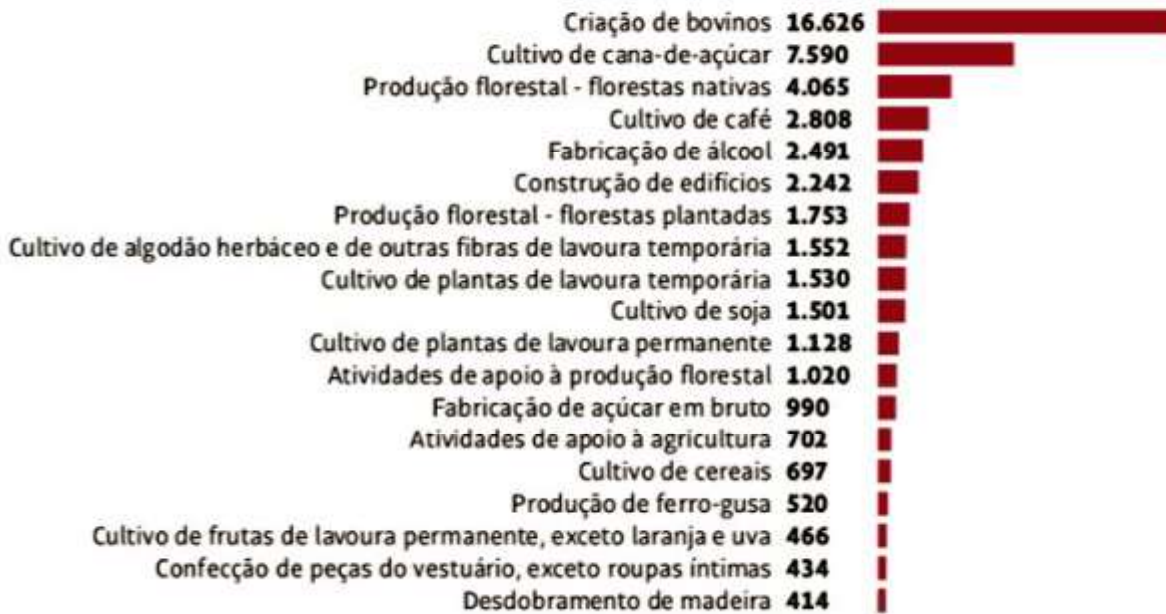 Criação de bovinos 16.626
Cultivo de cana-de-açúcar 7.590
Produção florestal - florestas nativas 4.065
Cultivo de café 2.808
Fabricação de álcool 2.491
Construção de edifícios 2.242
Produção florestal - florestas plantadas 1.753
Cultivo de algodão herbáceo e de outras fibras de lavoura temporária 1.552
Cultivo de plantas de lavoura temporária 1.530
Cultivo de soja 1.501
Cultivo de plantas de lavoura permanente 1.128
Atividades de apoio à produção florestal 1.020
Fabricação de açúcar em bruto 990
Atividades de apoio à agricultura 702
Cultivo de cereais 697
Produção de ferro-gusa 520
Cultivo de frutas de lavoura permanente, exceto laranja e uva 466
Confecção de peças do vestuário, exceto roupas íntimas 434
Desdobramento de madeira 414